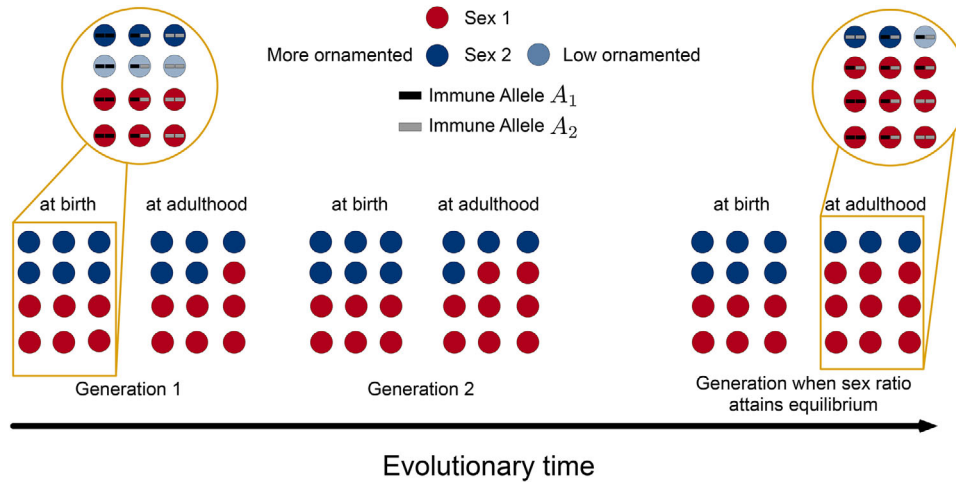 Sex 1
More ornamented Sex 2 Low ornamented
Immune Allele A₁
Immune Allele A₂
at birth at adulthood at birth at adulthood at birth at adulthood
Generation 1 Generation 2 Generation when sex ratio
attains equilibrium
Evolutionary time